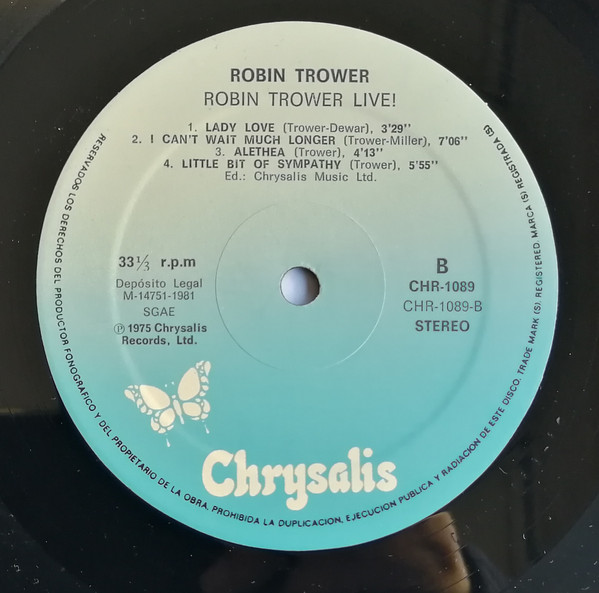 ROBIN TROWER
ROBIN TROWER LIVE!
1. LADY LOVE (Trower-Dewar), 3'29''
2. I CAN'T WAIT MUCH LONGER (Trower-Miller), 7'06''
3. ALETHEA (Trower), 4'13''
4. LITTLE BIT OF SYMPATHY (Trower), 5'55''
Ed.: Chrysalis Music Ltd.
33 1/3 r.p.m
Depósito Legal
M-14751-1981
SGAE
Ⓟ 1975 Chrysalis
Records, Ltd.
B
CHR-1089
CHR-1089-B
STEREO
Chrysalis
RESERVADOS LOS DERECHOS DEL PRODUCTOR FONOGRAFICO Y DEL PROPIETARIO DE LA OBRA. PROHIBIDA LA DUPLICACION, EJECUCION PUBLICA Y RADIACION DE ESTE DISCO. TRADE MARK (S). REGISTERED. MARCA (S) REGISTRADA (S)